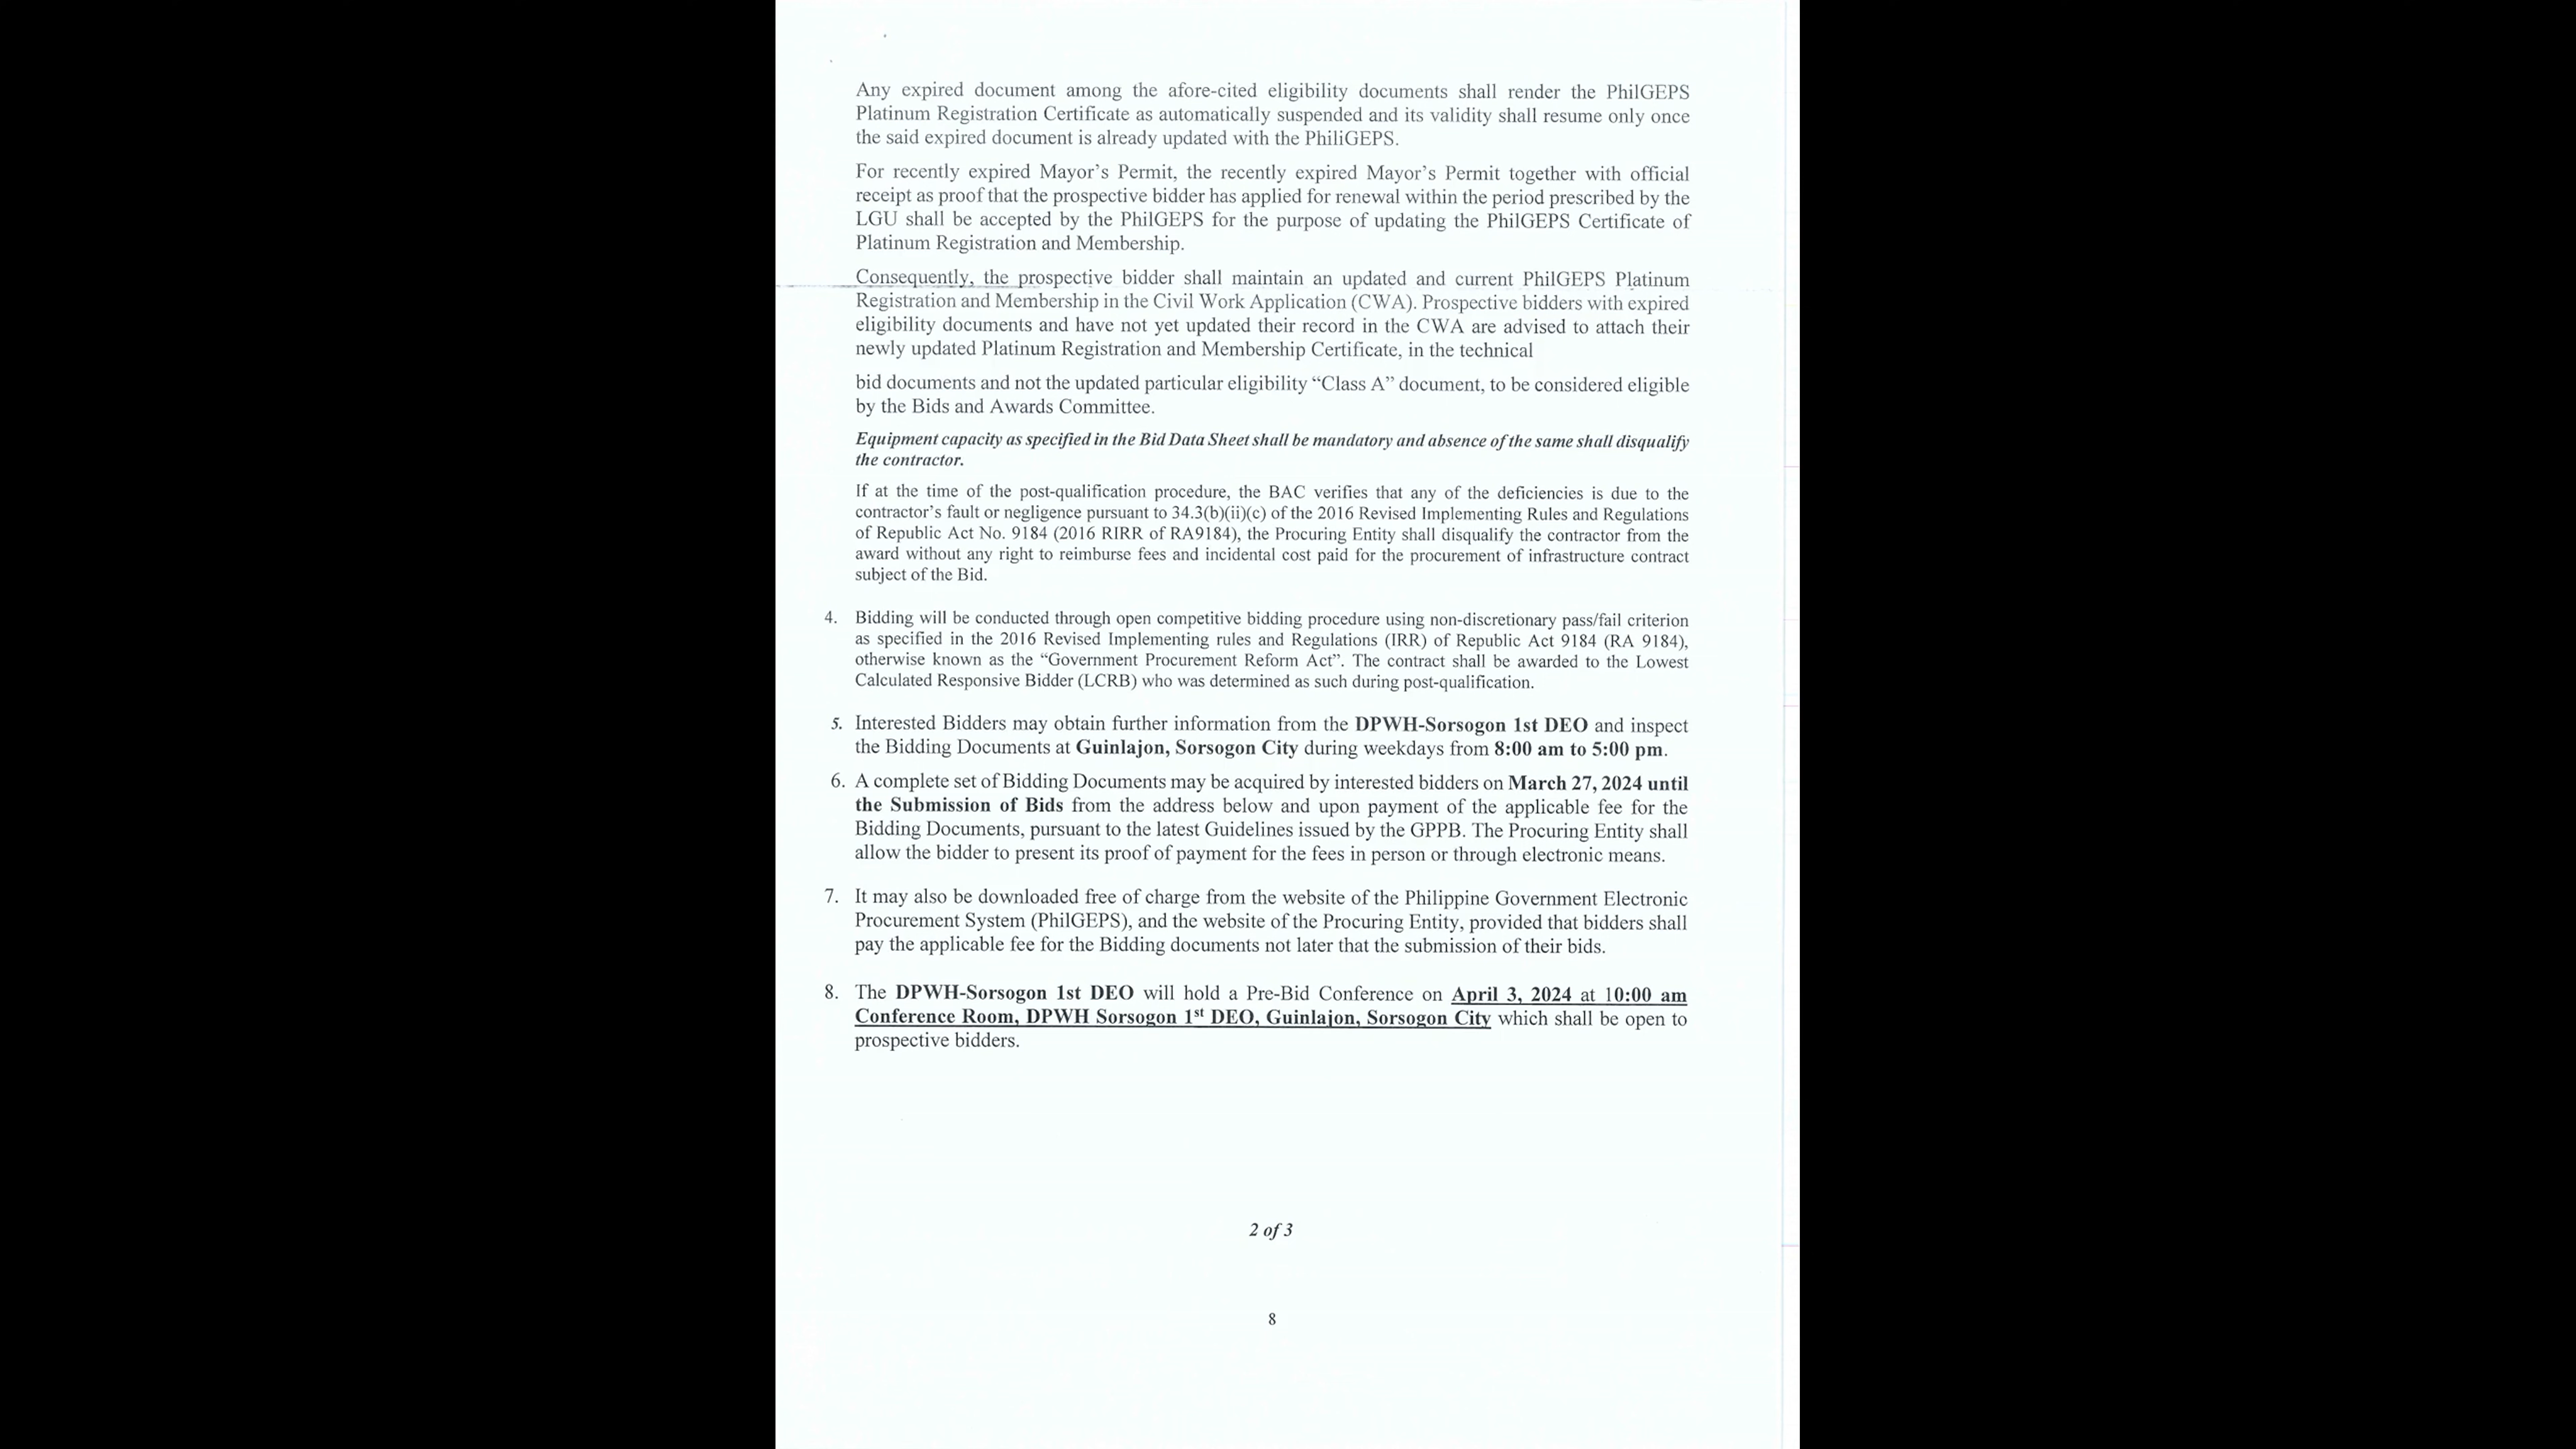 Any expired document among the afore-cited eligibility documents shall render the PhilGEPS
Platinum Registration Certificate as automatically suspended and its validity shall resume only once
the said expired document is already updated with the PhiliGEPS.
For recently expired Mayor's Permit, the recently expired Mayor's Permit together with official
receipt as proof that the prospective bidder has applied for renewal within the period prescribed by the
LGU shall be accepted by the PhilGEPS for the purpose of updating the PhilGEPS Certificate of
Platinum Registration and Membership.
Consequently, the prospective bidder shall maintain an updated and current PhilGEPS Platinum
Registration and Membership in the Civil Work Application (CWA). Prospective bidders with expired
eligibility documents and have not yet updated their record in the CWA are advised to attach their
newly updated Platinum Registration and Membership Certificate, in the technical
bid documents and not the updated particular eligibility “Class A” document, to be considered eligible
by the Bids and Awards Committee.
Equipment capacity as specified in the Bid Data Sheet shall be mandatory and absence of the same shall disqualify
the contractor.
If at the time of the post-qualification procedure, the BAC verifies that any of the deficiencies is due to the
contractor's fault or negligence pursuant to 34.3(b)(ii)(c) of the 2016 Revised Implementing Rules and Regulations
of Republic Act No. 9184 (2016 RIRR of RA9184), the Procuring Entity shall disqualify the contractor from the
award without any right to reimburse fees and incidental cost paid for the procurement of infrastructure contract
subject of the Bid.
4. Bidding will be conducted through open competitive bidding procedure using non-discretionary pass/fail criterion
as specified in the 2016 Revised Implementing rules and Regulations (IRR) of Republic Act 9184 (RA 9184),
otherwise known as the “Government Procurement Reform Act”. The contract shall be awarded to the Lowest
Calculated Responsive Bidder (LCRB) who was determined as such during post-qualification.
5. Interested Bidders may obtain further information from the DPWH-Sorsogon 1st DEO and inspect
the Bidding Documents at Guinlajon, Sorsogon City during weekdays from 8:00 am to 5:00 pm.
6. A complete set of Bidding Documents may be acquired by interested bidders on March 27, 2024 until
the Submission of Bids from the address below and upon payment of the applicable fee for the
Bidding Documents, pursuant to the latest Guidelines issued by the GPPB. The Procuring Entity shall
allow the bidder to present its proof of payment for the fees in person or through electronic means.
7. It may also be downloaded free of charge from the website of the Philippine Government Electronic
Procurement System (PhilGEPS), and the website of the Procuring Entity, provided that bidders shall
pay the applicable fee for the Bidding documents not later that the submission of their bids.
8. The DPWH-Sorsogon 1st DEO will hold a Pre-Bid Conference on April 3, 2024 at 10:00 am
Conference Room, DPWH Sorsogon 1st DEO, Guinlajon, Sorsogon City which shall be open to
prospective bidders.
2 of 3
8